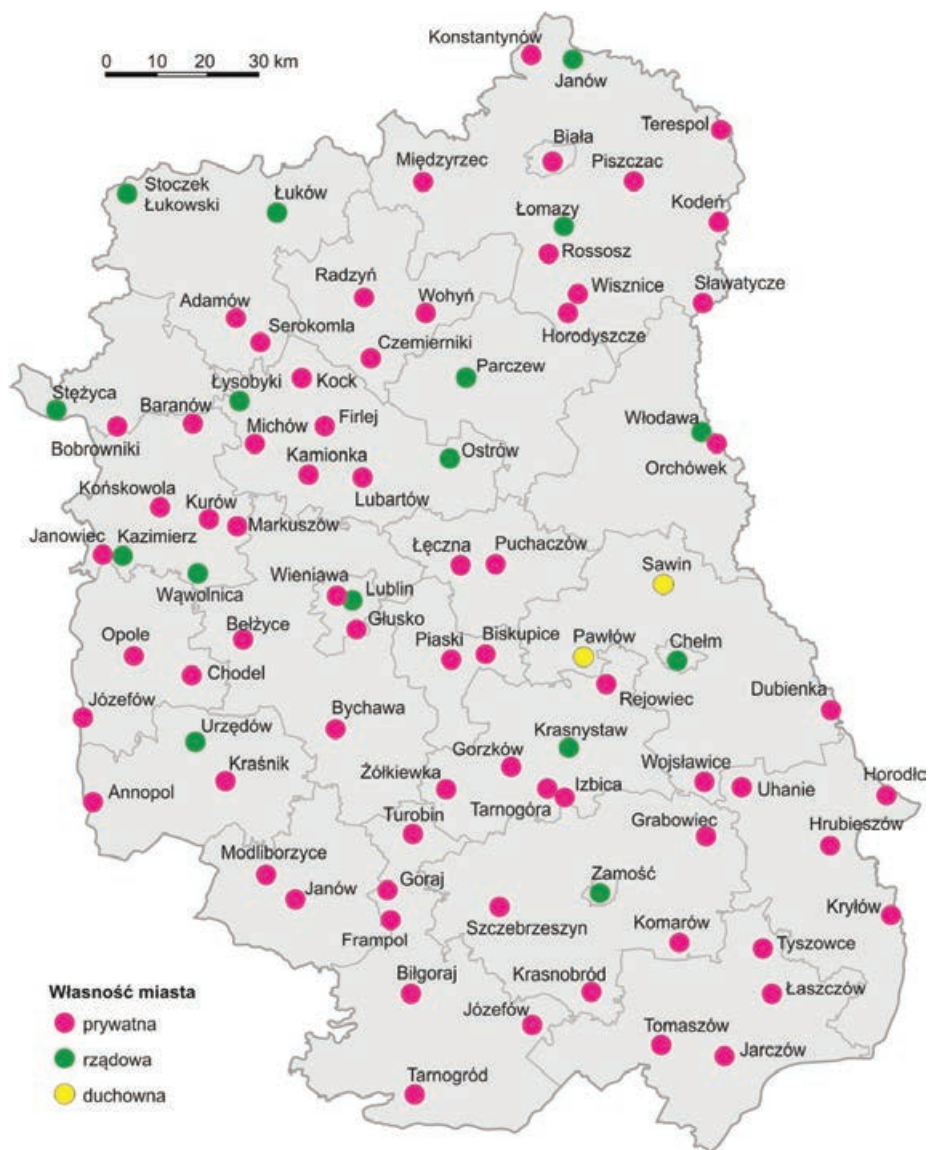 Konstantynów
0 10 20 30 km
Janów
Terespol
Biała
Międzyrzec
Piszczac
Stoczek
Łukowski
Łuków
Kodeń
Łomazy
Rossosz
Radzyń
Wisznice
Sławatycze
Wohyń
Adamów
Serokomla
Horodyszcze
Czemierniki
Parczew
Łysobyki
Kock
Stężyca
Baranów
Firlej
Włodawa
Michów
Bobrowniki
Ostrów
Kamionka
Orchówek
Końskowola
Lubartów
Kurów
Markuszów
Janowiec
Kazimierz
Łęczna
Puchaczów
Sawin
Wieniawa
Lublin
Wąwolnica
Głusko
Bełżyce
Opole
Piaski
Biskupice
Pawłów
Chełm
Chodel
Rejowiec
Dubienka
Józefów
Bychawa
Urzędów
Krasnystaw
Gorzków
Kraśnik
Wojsławice
Żółkiewka
Izbica
Uhanie
Horodło
Annopol
Tarnogóra
Turobin
Grabowiec
Hrubieszów
Modliborzyce
Zamość
Janów
Góraj
Szczebrzeszyn
Komarów
Kryłów
Frampol
Tyszowce
Biłgoraj
Krasnobród
Łaszczów
Własność miasta
Józefów
prywatna
Tomaszów
Jarczów
rządowa
Tarnogród
duchowna